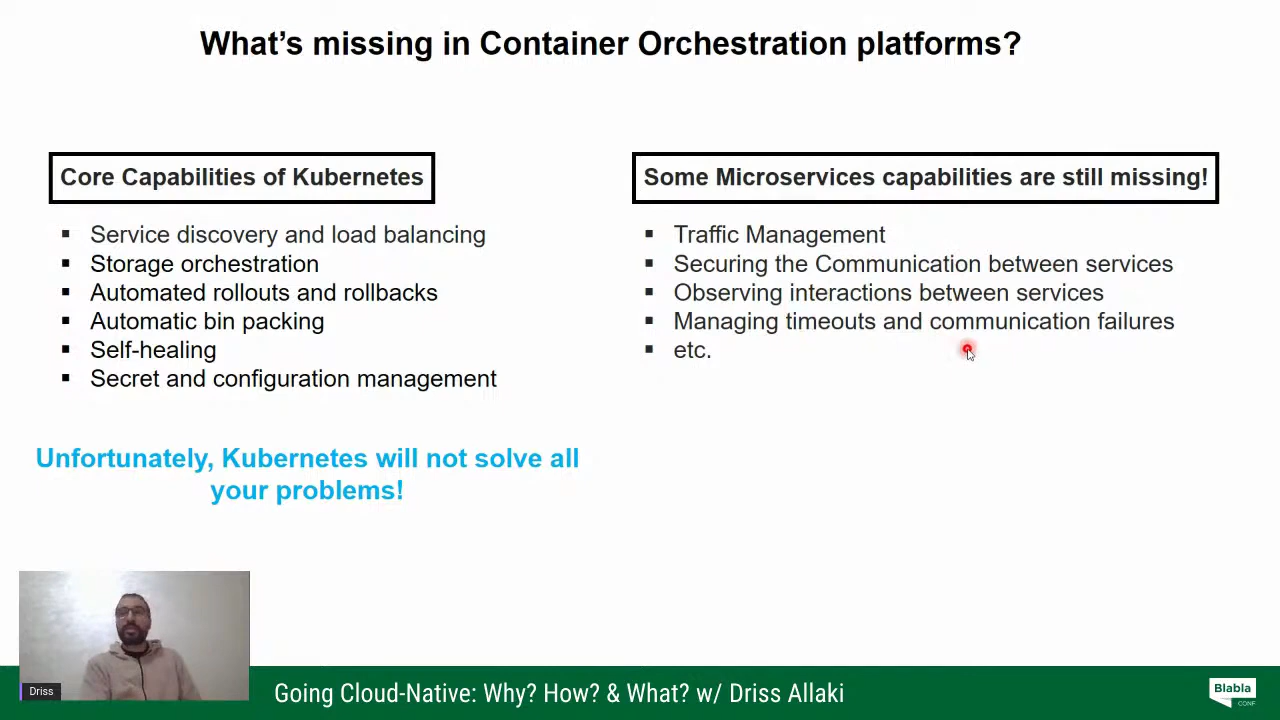 What's missing in Container Orchestration platforms?
Core Capabilities of Kubernetes
▪ Service discovery and load balancing
▪ Storage orchestration
▪ Automated rollouts and rollbacks
▪ Automatic bin packing
▪ Self-healing
▪ Secret and configuration management
Unfortunately, Kubernetes will not solve all
your problems!
Some Microservices capabilities are still missing!
▪ Traffic Management
▪ Securing the Communication between services
▪ Observing interactions between services
▪ Managing timeouts and communication failures
▪ etc.
Driss
Going Cloud-Native: Why? How? & What? w/ Driss Allaki
Blabla
CONF